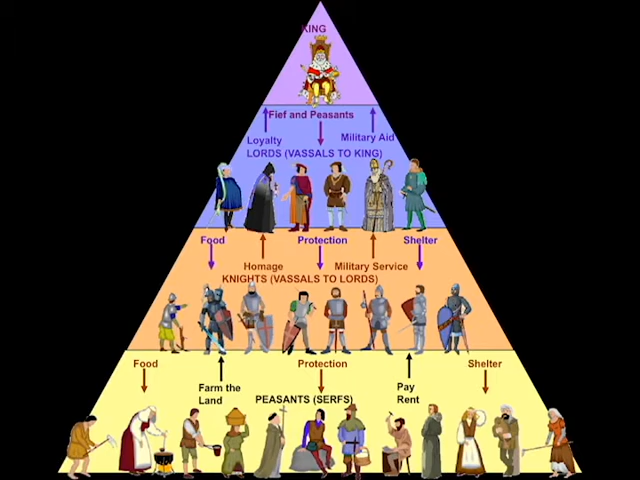 KING
Fief and Peasants
Loyalty
Military Aid
LORDS (VASSALS TO KING)
Food
Protection
Shelter
Homage
Military Service
KNIGHTS (VASSALS TO LORDS)
Food
Protection
Shelter
Farm the
Land
Pay
Rent
PEASANTS (SERFS)